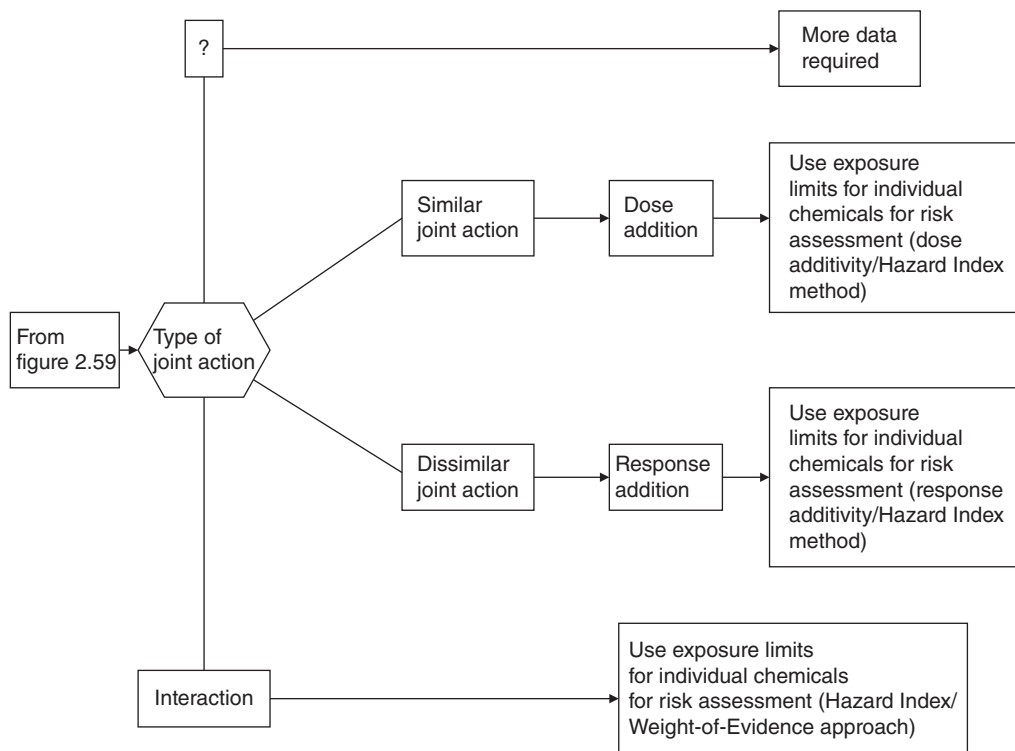 ?
More data
required
Similar
joint action
Dose
addition
Use exposure
limits for individual
chemicals for risk
assessment (dose
additivity/Hazard Index
method)
From
figure 2.59
Type of
joint action
Dissimilar
joint action
Response
addition
Use exposure
limits for individual
chemicals for risk
assessment (response
additivity/Hazard Index
method)
Interaction
Use exposure limits
for individual chemicals
for risk assessment (Hazard Index/
Weight-of-Evidence approach)